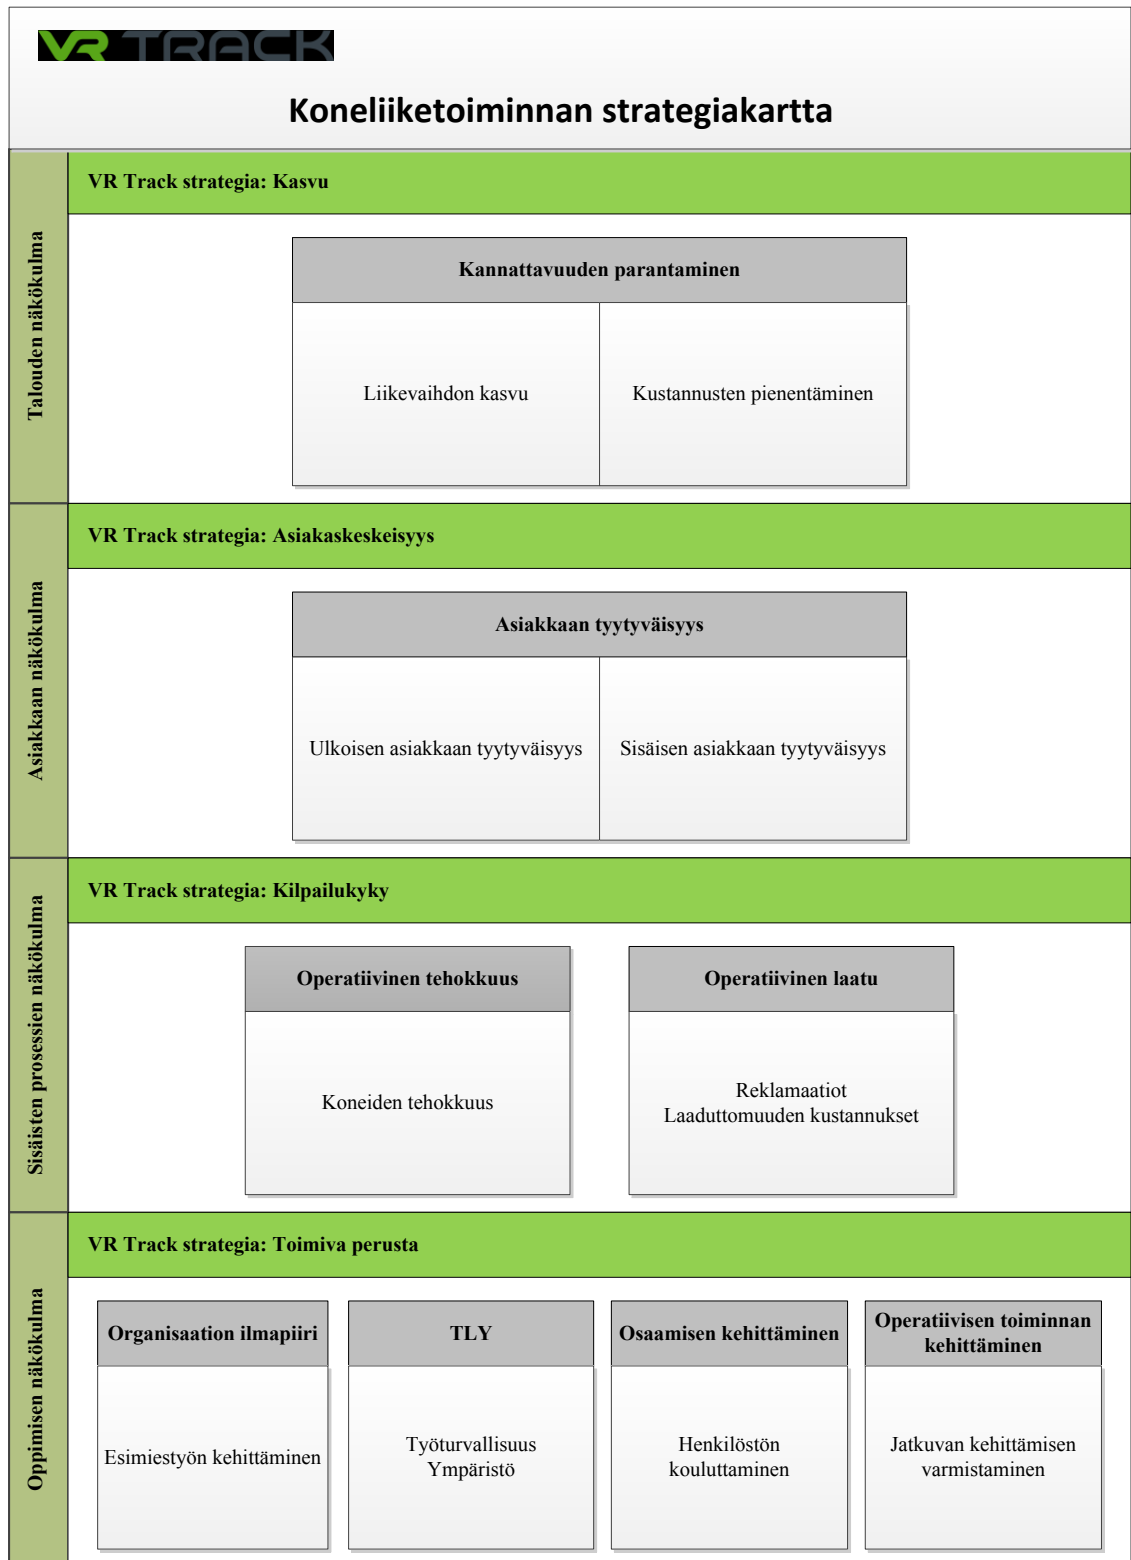 VR TRACK
Koneliiketoiminnan strategiakartta
Talouden näkökulma
VR Track strategia: Kasvu
Kannattavuuden parantaminen
Liikevaihdon kasvu
Kustannusten pienentäminen
Asiakkaan näkökulma
VR Track strategia: Asiakaskeskeisyys
Asiakkaan tyytyväisyys
Ulkoisen asiakkaan tyytyväisyys
Sisäisen asiakkaan tyytyväisyys
Sisäisten prosessien näkökulma
VR Track strategia: Kilpailukyky
Operatiivinen tehokkuus
Koneiden tehokkuus
Operatiivinen laatu
Reklamaatiot
Laaduttomuuden kustannukset
Oppimisen näkökulma
VR Track strategia: Toimiva perusta
Organisaation ilmapiiri
Esimiestyön kehittäminen
TLY
Työturvallisuus
Ympäristö
Osaamisen kehittäminen
Henkilöstön
kouluttaminen
Operatiivisen toiminnan
kehittäminen
Jatkuvan kehittämisen
varmistaminen